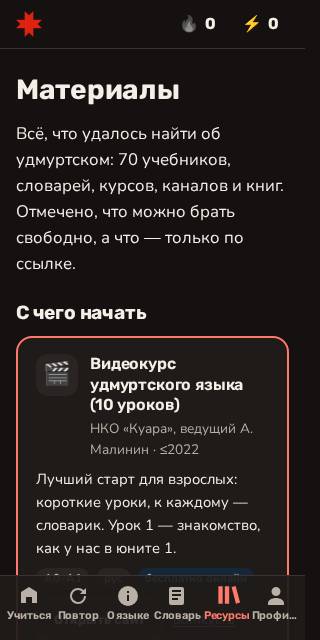 0 0
Материалы
Всё, что удалось найти об
удмуртском: 70 учебников,
словарей, курсов, каналов и книг.
Отмечено, что можно брать
свободно, а что — только по
ссылке.
С чего начать
Видеокурс
удмуртского языка
(10 уроков)
НКО «Куара», ведущий А.
Малинин · ≤2022
Лучший старт для взрослых:
короткие уроки, к каждому —
словарик. Урок 1 — знакомство,
как у нас в юните 1.
рус бесплатно онлайн
Учиться Повтор О языке Словарь Ресурсы Профи…